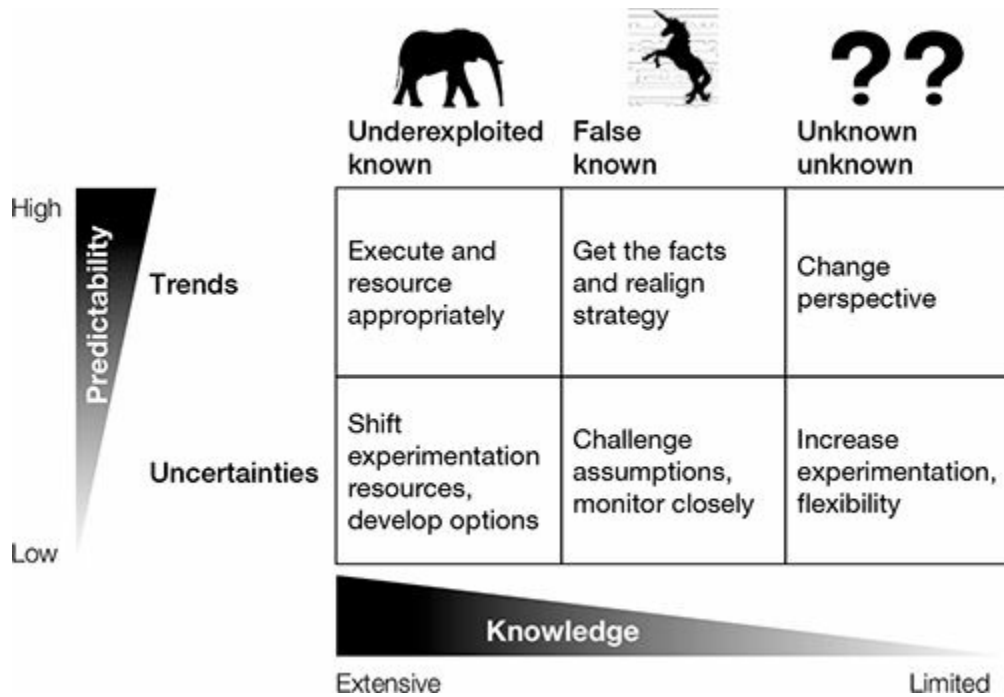 ??
Underexploited
known
False
known
Unknown
unknown
High
Predictability
Low
Trends
Execute and
resource
appropriately
Get the facts
and realign
strategy
Change
perspective
Uncertainties
Shift
experimentation
resources,
develop options
Challenge
assumptions,
monitor closely
Increase
experimentation,
flexibility
Knowledge
Extensive
Limited